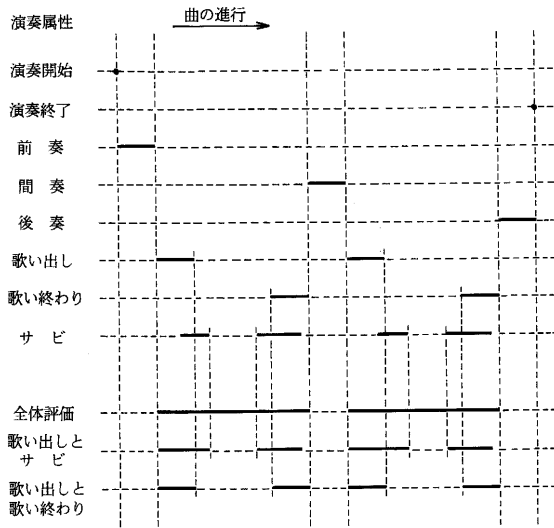 演奏属性
曲の進行
演奏開始
演奏終了
前　奏
間　奏
後　奏
歌い出し
歌い終わり
サ　ビ
全体評価
歌い出しと
サ　ビ
歌い出しと
歌い終わり